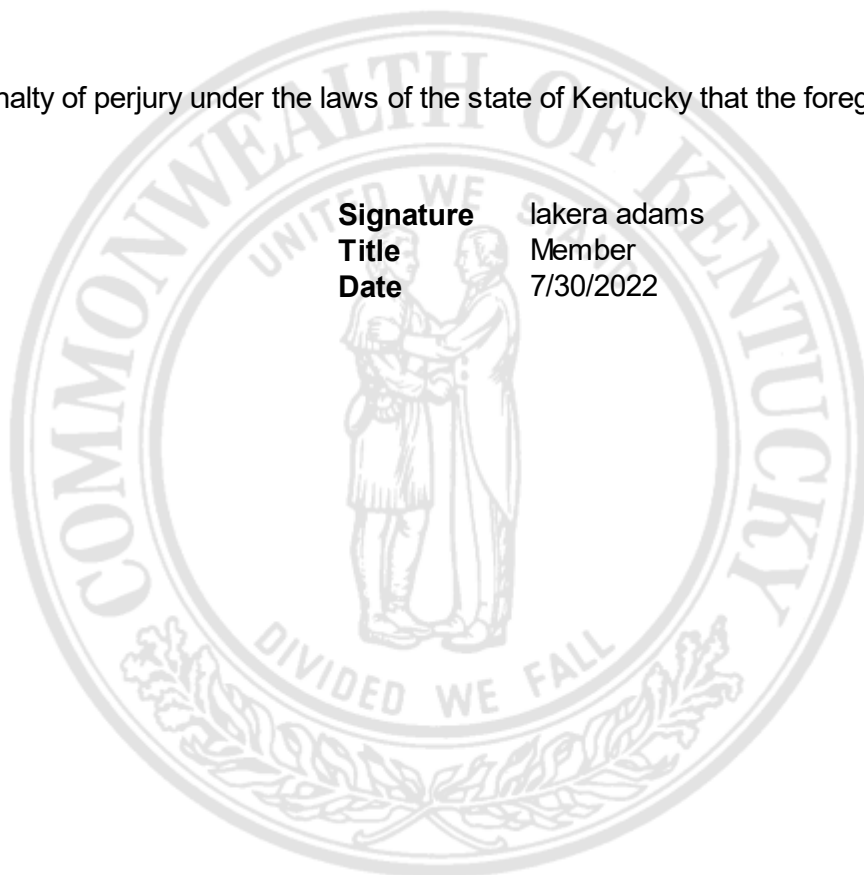 nalty of perjury under the laws of the state of Kentucky that the foreg
COMMONWEALTH OF KENTUCKY
UNITED WE
Signature lakera adams
Title Member
Date 7/30/2022
DIVIDED WE FALL